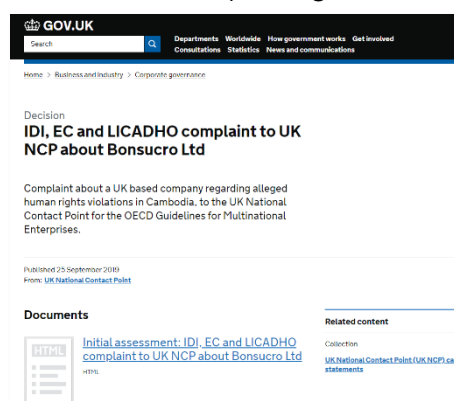 GOV.UK
Search
Departments Worldwide How government works Get involved
Consultations Statistics News and communications
Home > Business and industry > Corporate governance
Decision
IDI, EC and LICADHO complaint to UK
NCP about Bonsucro Ltd
Complaint about a UK based company regarding alleged
human rights violations in Cambodia, to the UK National
Contact Point for the OECD Guidelines for Multinational
Enterprises.
Published 25 September 2019
From: UK National Contact Point
Documents
HTML
Initial assessment: IDI, EC and LICADHO
complaint to UK NCP about Bonsucro Ltd
HTML
Related content
Collection
UK National Contact Point (UK NCP) ca
statements